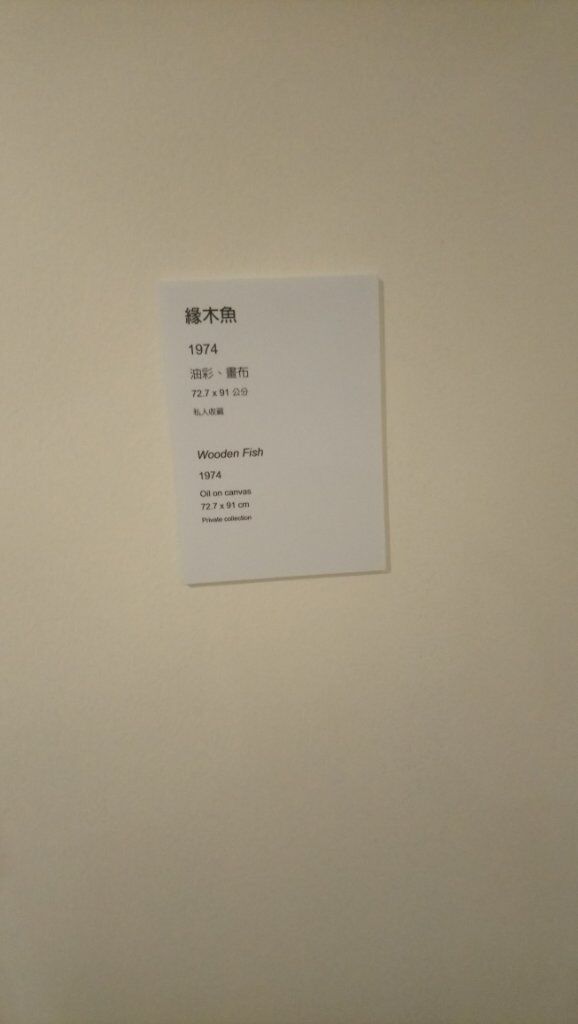 緣木魚
1974
油彩、畫布
72.7 x 91 公分
私人收藏
Wooden Fish
1974
Oil on canvas
72.7 x 91 cm
Private collection